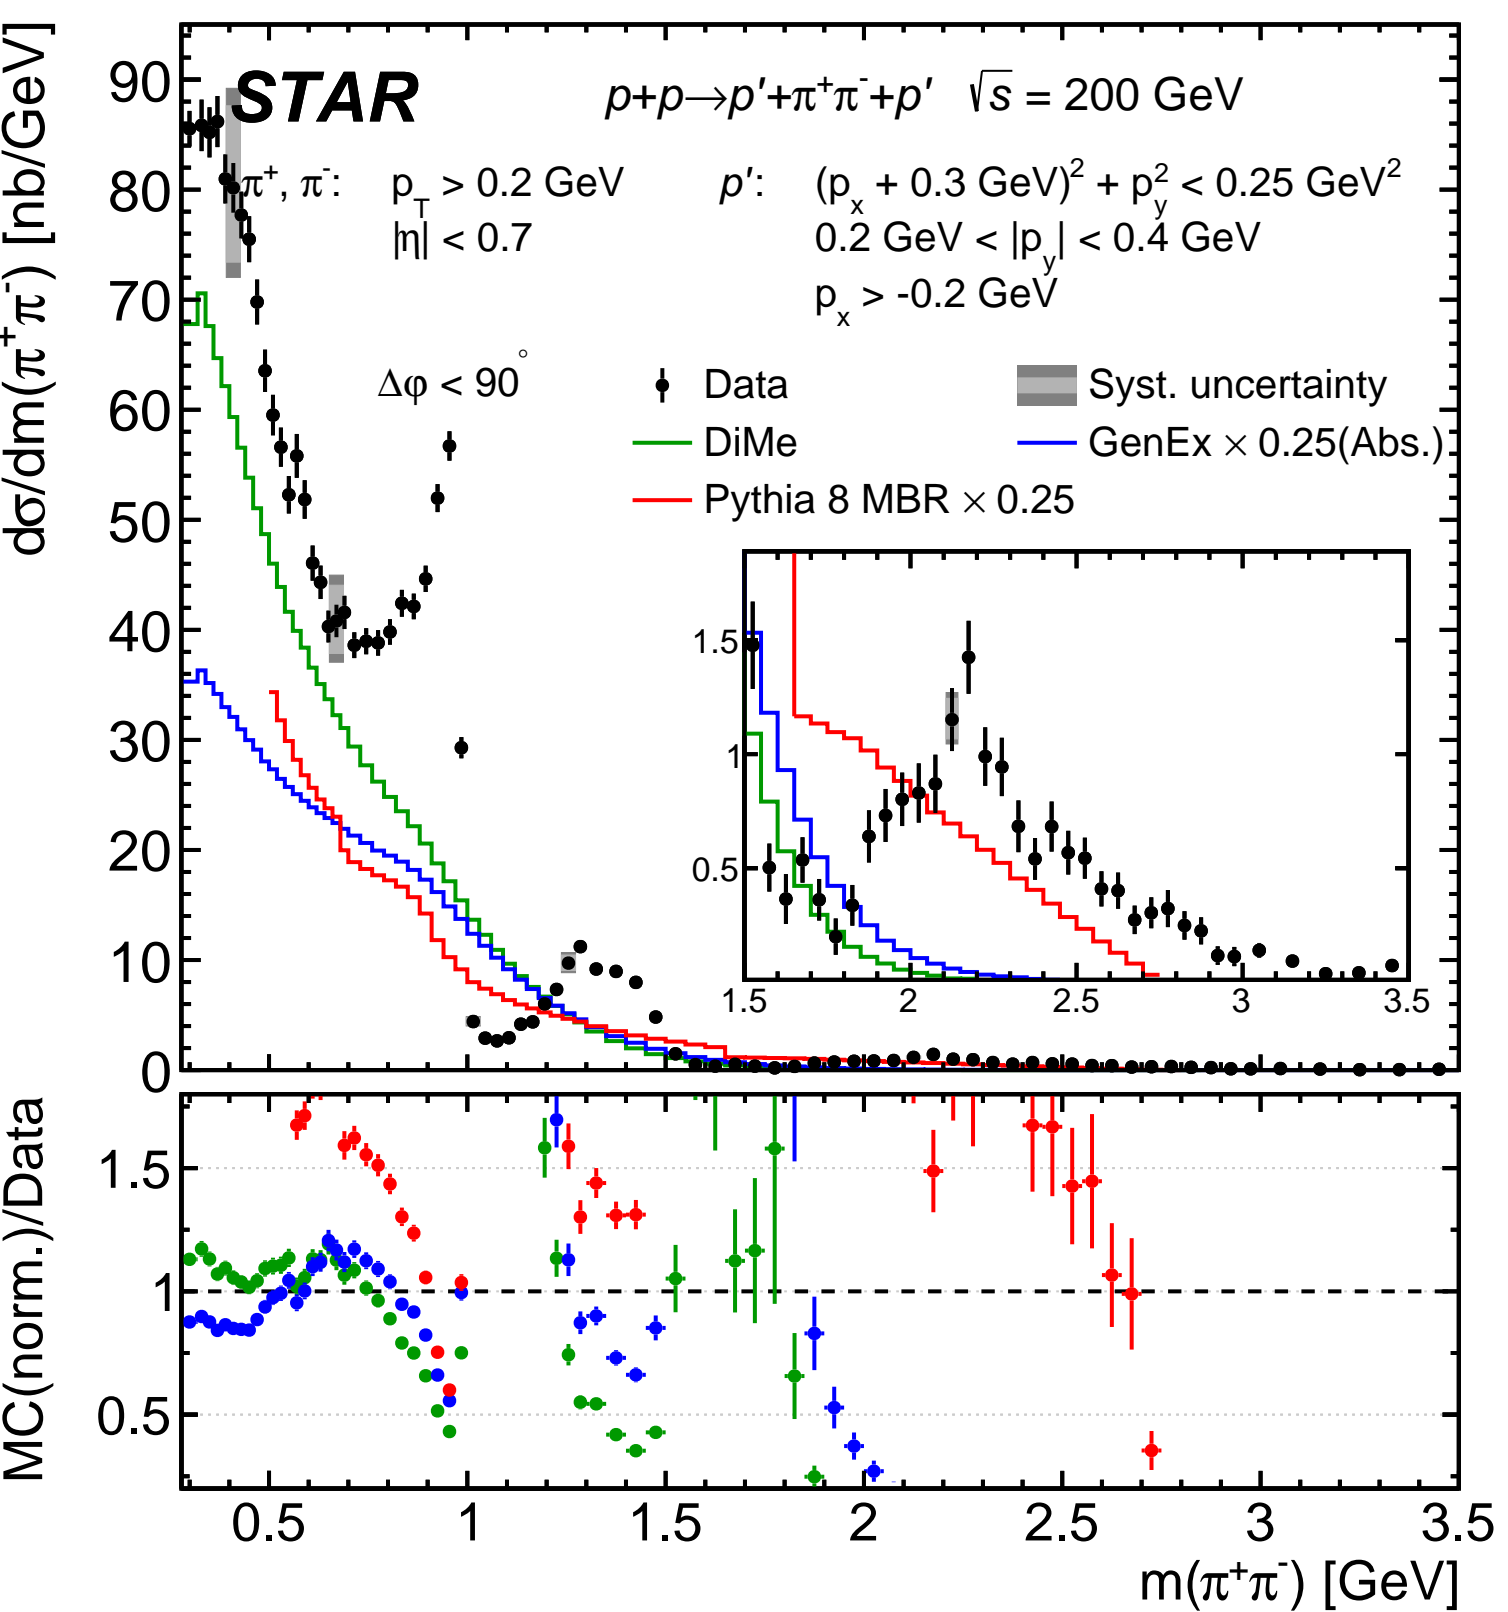 STAR
p+p→p′+π⁺π⁻+p′ √s = 200 GeV
π⁺, π⁻: p_T > 0.2 GeV
|η| < 0.7
p′: (p_x + 0.3 GeV)² + p_y² < 0.25 GeV²
0.2 GeV < |p_y| < 0.4 GeV
p_x > -0.2 GeV
Δφ < 90°
Data
Syst. uncertainty
DiMe
GenEx × 0.25(Abs.)
Pythia 8 MBR × 0.25
dσ/dm(π⁺π⁻) [nb/GeV]
90
80
70
60
50
40
30
20
10
0
1.5
1
0.5
1.5 2 2.5 3 3.5
MC(norm.)/Data
1.5
1
0.5
0.5 1 1.5 2 2.5 3 3.5
m(π⁺π⁻) [GeV]